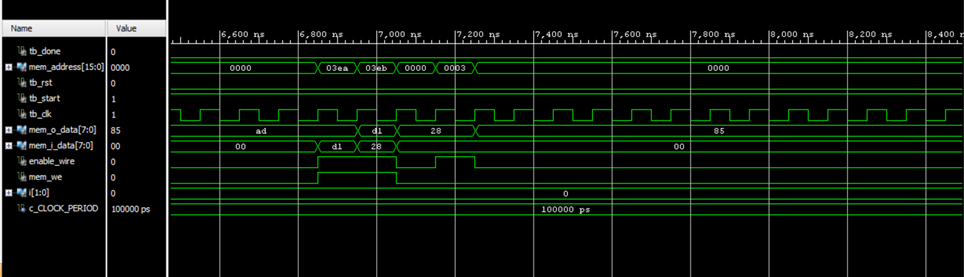 Name Value
6,600 ns 6,800 ns 7,000 ns 7,200 ns 7,400 ns 7,600 ns 7,800 ns 8,000 ns 8,200 ns 8,400
tb_done 0
mem_address[15:0] 0000 0000 03ea 03eb 0000 0003 0000
tb_rst 0
tb_start 1
tb_clk 1
mem_o_data[7:0] 85 ad d1 28 85
mem_i_data[7:0] 00 00 d1 28 00
enable_wire 0
mem_we 0
i[1:0] 0 0
c_CLOCK_PERIOD 100000 ps 100000 ps